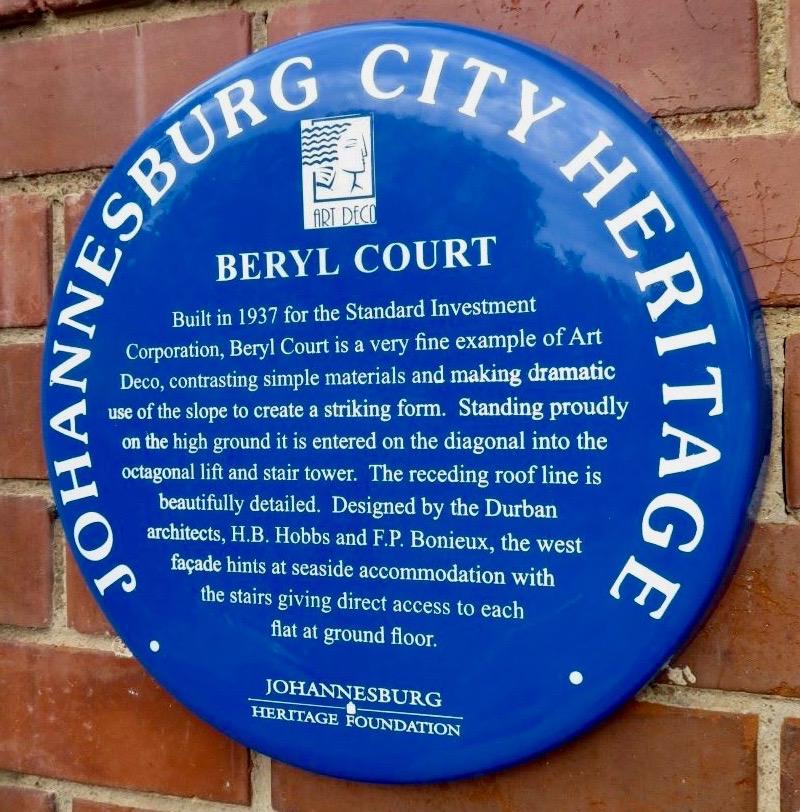 JOHANNESBURG CITY HERITAGE
ART DECO
BERYL COURT
Built in 1937 for the Standard Investment
Corporation, Beryl Court is a very fine example of Art
Deco, contrasting simple materials and making dramatic
use of the slope to create a striking form. Standing proudly
on the high ground it is entered on the diagonal into the
octagonal lift and stair tower. The receding roof line is
beautifully detailed. Designed by the Durban
architects, H.B. Hobbs and F.P. Bonieux, the west
façade hints at seaside accommodation with
the stairs giving direct access to each
flat at ground floor.
JOHANNESBURG
HERITAGE FOUNDATION